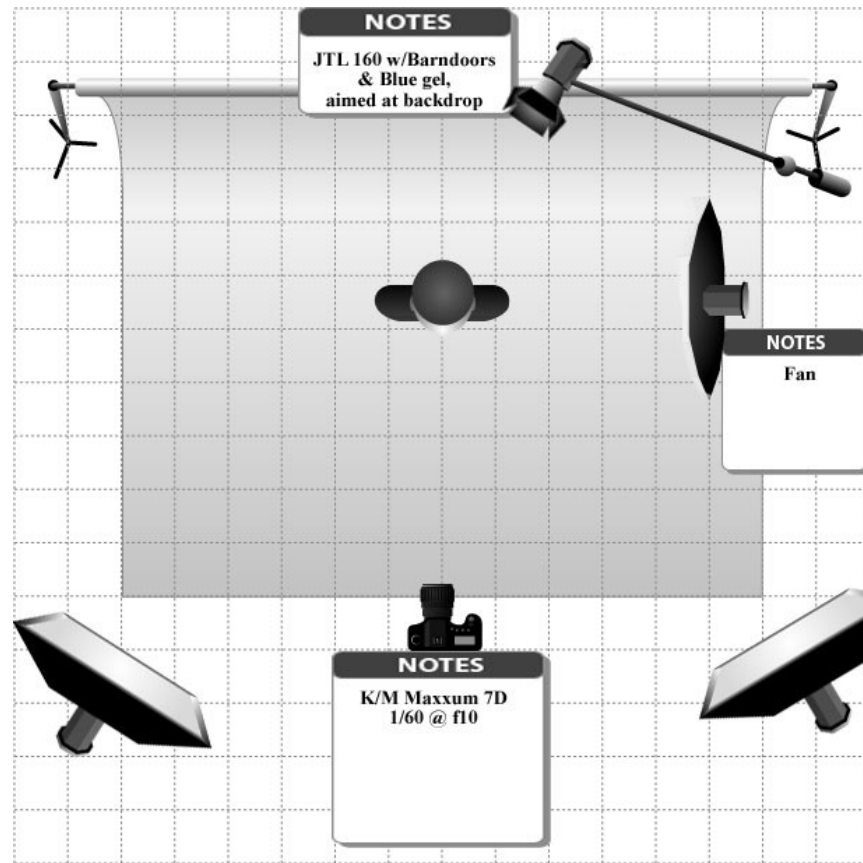 NOTES
JTL 160 w/Barndoors
& Blue gel,
aimed at backdrop
NOTES
Fan
NOTES
K/M Maxxum 7D
1/60 @ f10